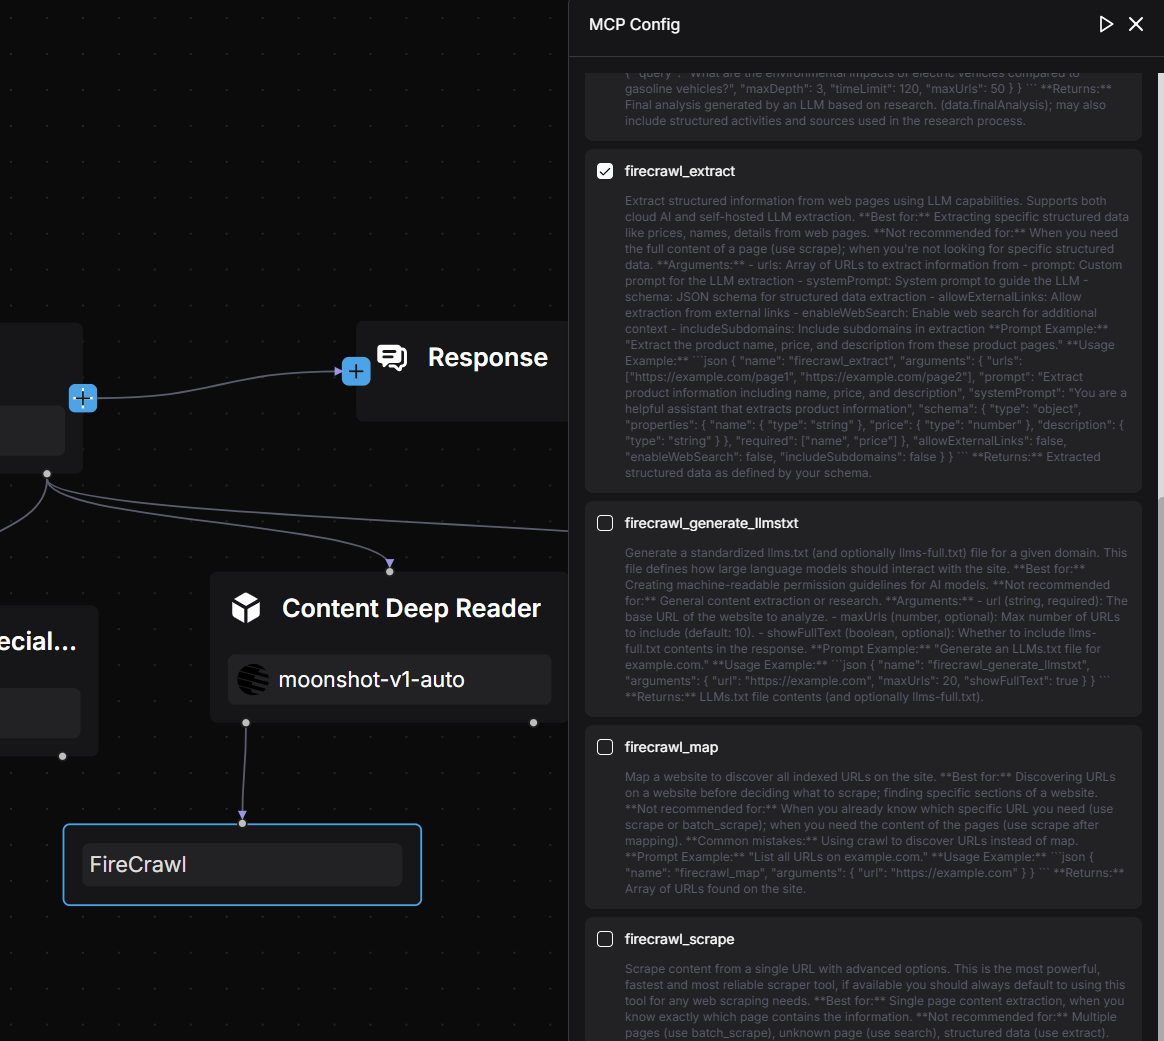 MCP Config
{ "query": "What are the environmental impacts of electric vehicles compared to
gasoline vehicles?", "maxDepth": 3, "timeLimit": 120, "maxUrls": 50 } } ``` **Returns:**
Final analysis generated by an LLM based on research. (data.finalAnalysis); may also
include structured activities and sources used in the research process.
firecrawl_extract
Extract structured information from web pages using LLM capabilities. Supports both
cloud AI and self-hosted LLM extraction. **Best for:** Extracting specific structured data
like prices, names, details from web pages. **Not recommended for:** When you need
the full content of a page (use scrape); when you're not looking for specific structured
data. **Arguments:** - urls: Array of URLs to extract information from - prompt: Custom
prompt for the LLM extraction - systemPrompt: System prompt to guide the LLM -
schema: JSON schema for structured data extraction - allowExternalLinks: Allow
extraction from external links - enableWebSearch: Enable web search for additional
context - includeSubdomains: Include subdomains in extraction **Prompt Example:**
"Extract the product name, price, and description from these product pages." **Usage
Example:** ```json { "name": "firecrawl_extract", "arguments": { "urls":
["https://example.com/page1", "https://example.com/page2"], "prompt": "Extract
product information including name, price, and description", "systemPrompt": "You are a
helpful assistant that extracts product information", "schema": { "type": "object",
"properties": { "name": { "type": "string" }, "price": { "type": "number" }, "description": {
"type": "string" } }, "required": ["name", "price"] }, "allowExternalLinks": false,
"enableWebSearch": false, "includeSubdomains": false } } ``` **Returns:** Extracted
structured data as defined by your schema.
firecrawl_generate_llmstxt
Generate a standardized llms.txt (and optionally llms-full.txt) file for a given domain. This
file defines how large language models should interact with the site. **Best for:**
Creating machine-readable permission guidelines for AI models. **Not recommended
for:** General content extraction or research. **Arguments:** - url (string, required): The
base URL of the website to analyze. - maxUrls (number, optional): Max number of URLs
to include (default: 10). - showFullText (boolean, optional): Whether to include llms-
full.txt contents in the response. **Prompt Example:** "Generate an LLMs.txt file for
example.com." **Usage Example:** ```json { "name": "firecrawl_generate_llmstxt",
"arguments": { "url": "https://example.com", "maxUrls": 20, "showFullText": true } } ```
**Returns:** LLMs.txt file contents (and optionally llms-full.txt).
firecrawl_map
Map a website to discover all indexed URLs on the site. **Best for:** Discovering URLs
on a website before deciding what to scrape; finding specific sections of a website.
**Not recommended for:** When you already know which specific URL you need (use
scrape or batch_scrape); when you need the content of the pages (use scrape after
mapping). **Common mistakes:** Using crawl to discover URLs instead of map.
**Prompt Example:** "List all URLs on example.com." **Usage Example:** ```json {
"name": "firecrawl_map", "arguments": { "url": "https://example.com" } } ``` **Returns:**
Array of URLs found on the site.
firecrawl_scrape
Scrape content from a single URL with advanced options. This is the most powerful,
fastest and most reliable scraper tool, if available you should always default to using this
tool for any web scraping needs. **Best for:** Single page content extraction, when you
know exactly which page contains the information. **Not recommended for:** Multiple
pages (use batch_scrape), unknown page (use search), structured data (use extract).
Response
Content Deep Reader
moonshot-v1-auto
ecial...
FireCrawl